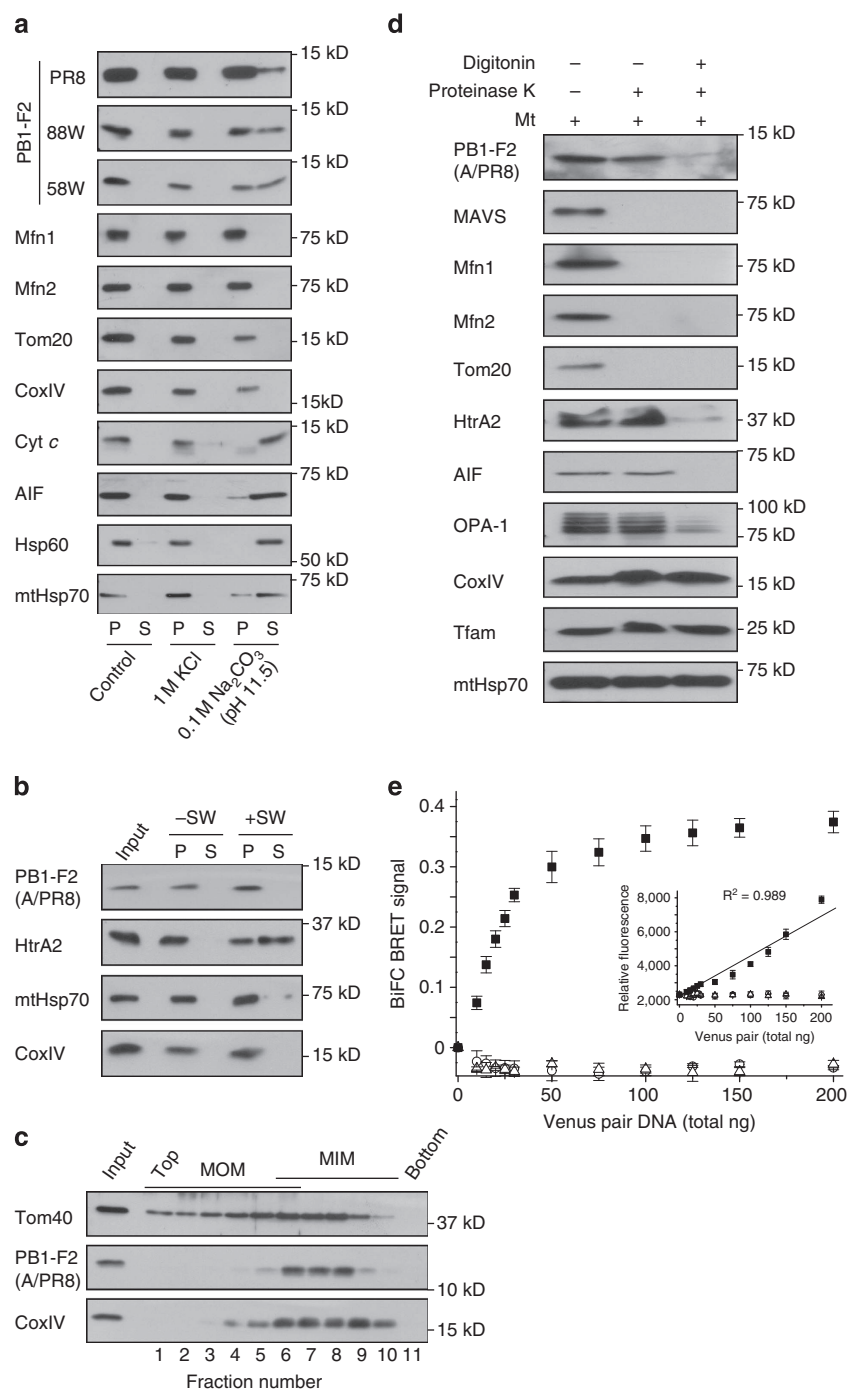 a
PB1-F2
PR8
15 kD
88W
15 kD
58W
15 kD
Mfn1
75 kD
Mfn2
75 kD
Tom20
15 kD
CoxIV
15kD
Cyt c
15 kD
AIF
75 kD
Hsp60
50 kD
mtHsp70
75 kD
P S P S P S
Control
1 M KCl
0.1 M Na2CO3
(pH 11.5)
d
Digitonin – – +
Proteinase K – + +
Mt + + +
PB1-F2
(A/PR8)
15 kD
MAVS
75 kD
Mfn1
75 kD
Mfn2
75 kD
Tom20
15 kD
HtrA2
37 kD
AIF
75 kD
OPA-1
100 kD
75 kD
CoxIV
15 kD
Tfam
25 kD
mtHsp70
75 kD
b
Input
–SW +SW
P S P S
PB1-F2
(A/PR8)
15 kD
HtrA2
37 kD
mtHsp70
75 kD
CoxIV
15 kD
c
Input
Top
MOM
MIM
Bottom
Tom40
37 kD
PB1-F2
(A/PR8)
10 kD
CoxIV
15 kD
1 2 3 4 5 6 7 8 9 10 11
Fraction number
e
BiFC BRET signal
0.4
0.3
0.2
0.1
0
0 50 100 150 200
Venus pair DNA (total ng)
Relative fluorescence
8,000
6,000
4,000
2,000
R2 = 0.989
0 25 50 75 100 125 150 200
Venus pair (total ng)